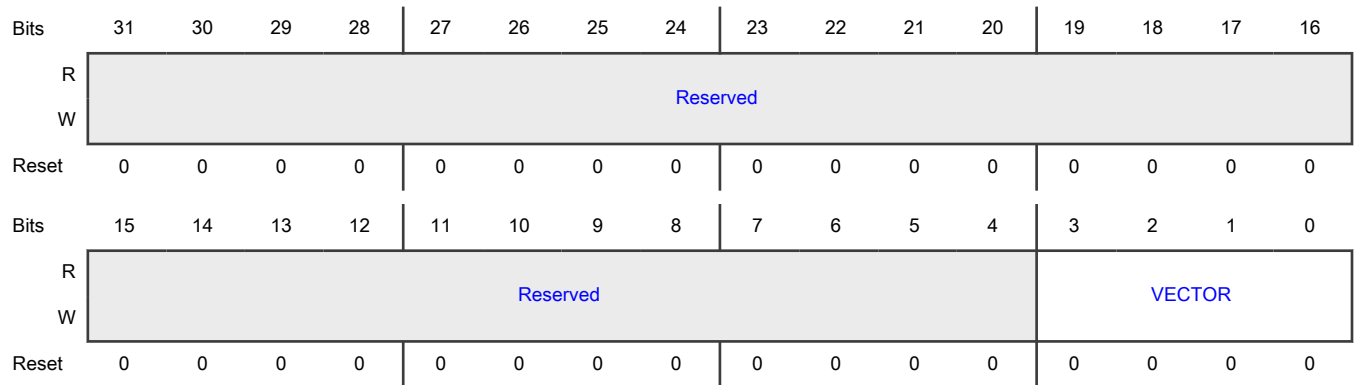 Bits 31 30 29 28 27 26 25 24 23 22 21 20 19 18 17 16
R
Reserved
W
Reset 0 0 0 0 0 0 0 0 0 0 0 0 0 0 0 0
Bits 15 14 13 12 11 10 9 8 7 6 5 4 3 2 1 0
R
Reserved VECTOR
W
Reset 0 0 0 0 0 0 0 0 0 0 0 0 0 0 0 0